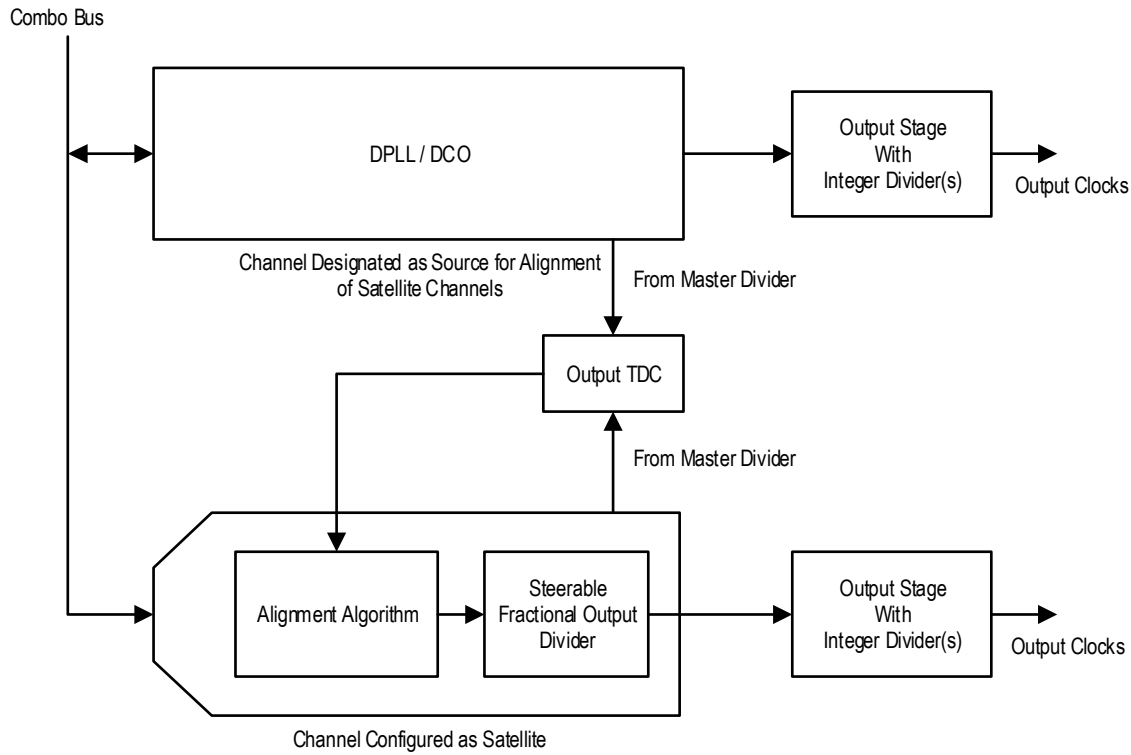 Combo Bus
DPLL / DCO
Output Stage
With
Integer Divider(s)
Output Clocks
Channel Designated as Source for Alignment
of Satellite Channels
From Master Divider
Output TDC
From Master Divider
Alignment Algorithm
Steerable
Fractional Output
Divider
Output Stage
With
Integer Divider(s)
Output Clocks
Channel Configured as Satellite